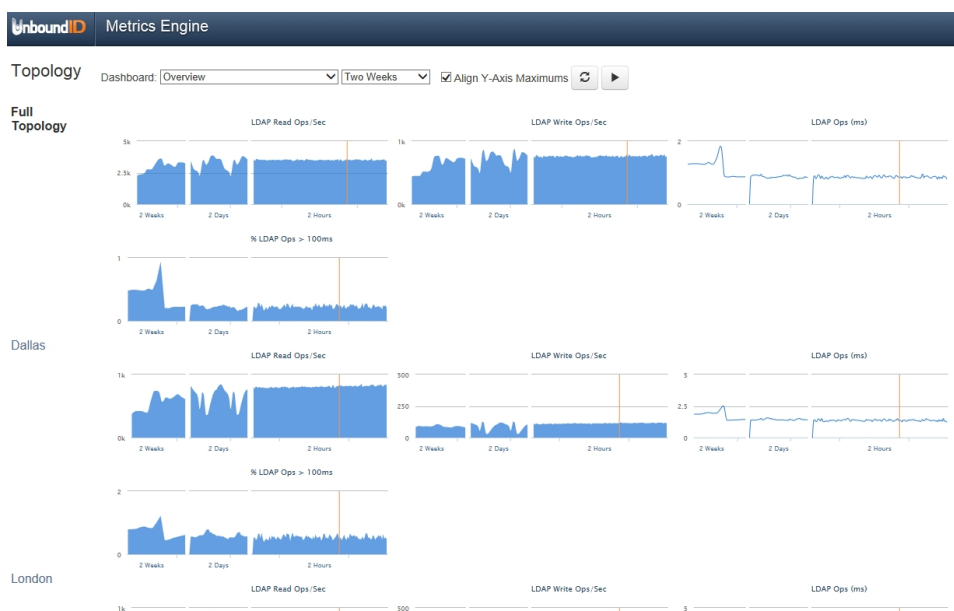 UnboundID Metrics Engine
Topology Dashboard: Overview Two Weeks Align Y-Axis Maximums
Full
Topology
LDAP Read Ops/Sec LDAP Write Ops/Sec LDAP Ops (ms)
5k 1k 2
2.5k
0k 0k 0
2 Weeks 2 Days 2 Hours 2 Weeks 2 Days 2 Hours 2 Weeks 2 Days 2 Hours
% LDAP Ops > 100ms
1
0
2 Weeks 2 Days 2 Hours
Dallas
LDAP Read Ops/Sec LDAP Write Ops/Sec LDAP Ops (ms)
1k 500 5
250 2.5
0k 0 0
2 Weeks 2 Days 2 Hours 2 Weeks 2 Days 2 Hours 2 Weeks 2 Days 2 Hours
% LDAP Ops > 100ms
2
0
2 Weeks 2 Days 2 Hours
London
LDAP Read Ops/Sec LDAP Write Ops/Sec LDAP Ops (ms)
1k 500 5